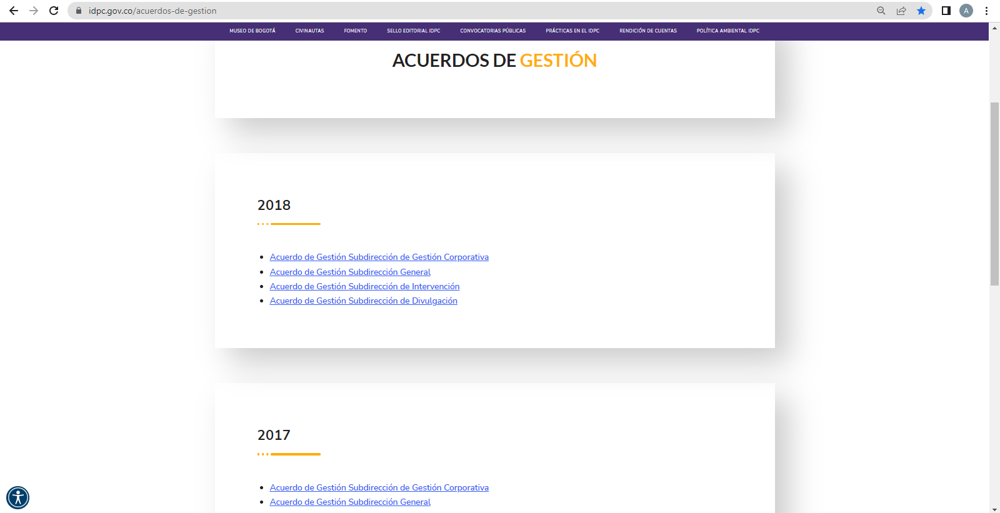 idpc.gov.co/acuerdos-de-gestion
A
MUSEO DE BOGOTÁ CIVINAUTAS FOMENTO SELLO EDITORIAL IDPC CONVOCATORIAS PÚBLICAS PRÁCTICAS EN EL IDPC RENDICIÓN DE CUENTAS POLÍTICA AMBIENTAL IDPC
ACUERDOS DE GESTIÓN
2018
Acuerdo de Gestión Subdirección de Gestión Corporativa
Acuerdo de Gestión Subdirección General
Acuerdo de Gestión Subdirección de Intervención
Acuerdo de Gestión Subdirección de Divulgación
2017
Acuerdo de Gestión Subdirección de Gestión Corporativa
Acuerdo de Gestión Subdirección General